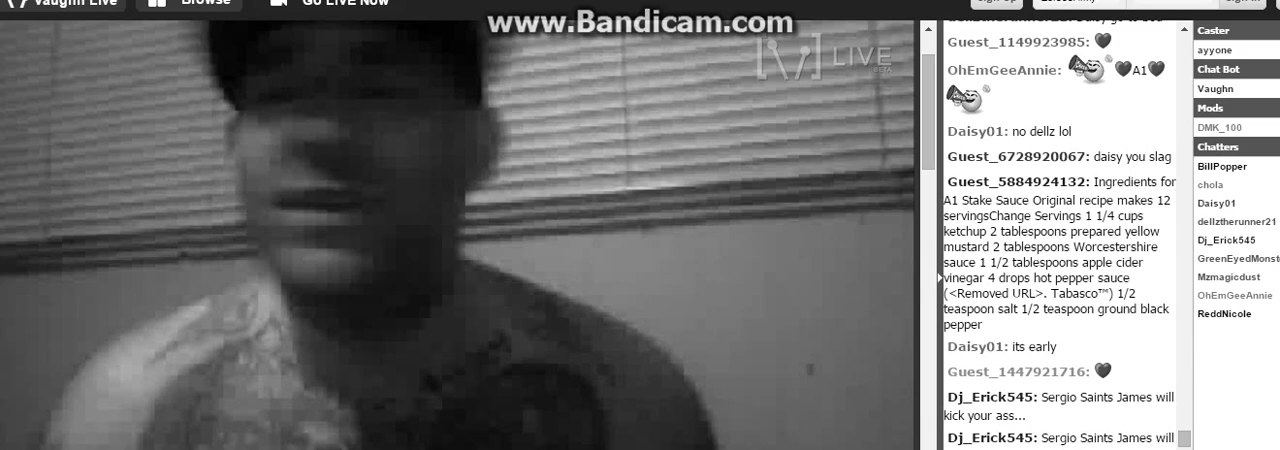 Vaughn Live
Browse
Go Live Now
www.Bandicam.com
Sign Up
Sign In
LIVE
BETA
Guest_1149923985:
OhEmGeeAnnie: A1
Daisy01: no dellz lol
Guest_6728920067: daisy you slag
Guest_5884924132: Ingredients for
A1 Stake Sauce Original recipe makes 12
servingsChange Servings 1 1/4 cups
ketchup 2 tablespoons prepared yellow
mustard 2 tablespoons Worcestershire
sauce 1 1/2 tablespoons apple cider
vinegar 4 drops hot pepper sauce
(<Removed URL>. Tabasco™) 1/2
teaspoon salt 1/2 teaspoon ground black
pepper
Daisy01: its early
Guest_1447921716:
Dj_Erick545: Sergio Saints James will
kick your ass...
Dj_Erick545: Sergio Saints James will
Caster
ayyone
Chat Bot
Vaughn
Mods
DMK_100
Chatters
BillPopper
chola
Daisy01
dellztherunner21
Dj_Erick545
GreenEyedMonst
Mzmagicdust
OhEmGeeAnnie
ReddNicole